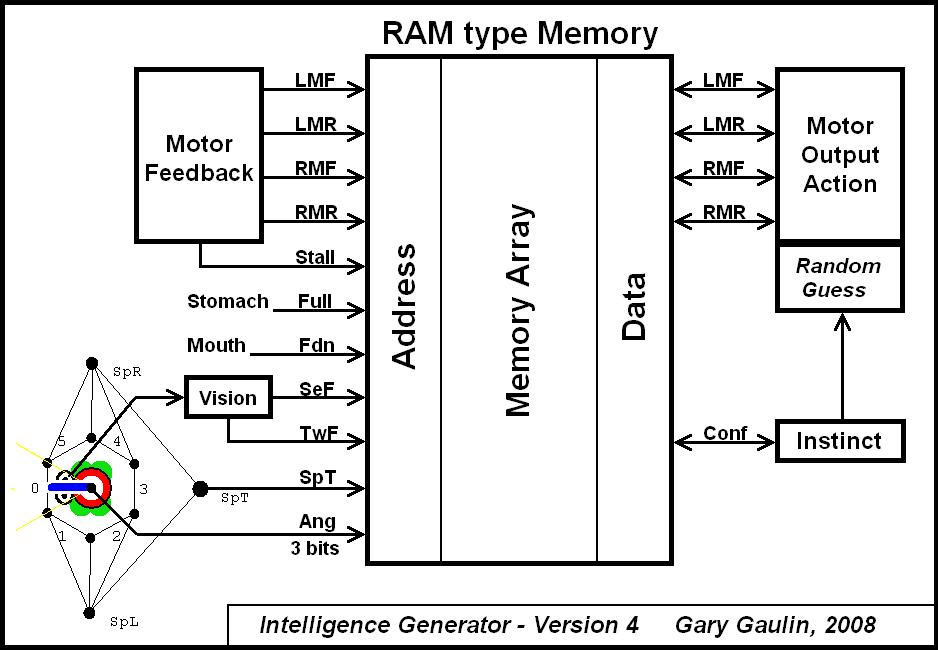 RAM type Memory
Motor
Feedback
LMF
LMR
RMF
RMR
Stall
Stomach Full
Mouth Fdn
Vision SeF
TwF
SpT
Ang
3 bits
Address
Memory Array
Data
LMF
LMR
RMF
RMR
Conf
Motor
Output
Action
Random
Guess
Instinct
SpR
5 4
0 3
SpT
1 2
SpL
Intelligence Generator - Version 4 Gary Gaulin, 2008